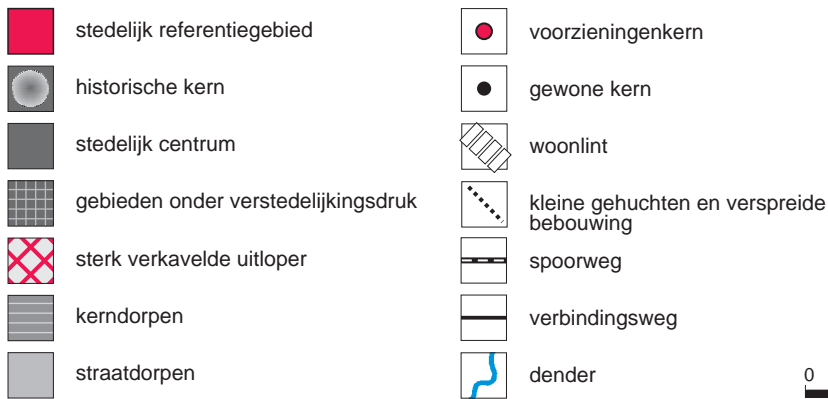 stedelijk referentiegebied
historische kern
stedelijk centrum
gebieden onder verstedelijkingsdruk
sterk verkavelde uitloper
kerndorpen
straatdorpen
voorzieningenkern
gewone kern
woonlint
kleine gehuchten en verspreide
bebouwing
spoorweg
verbindingsweg
dender
0